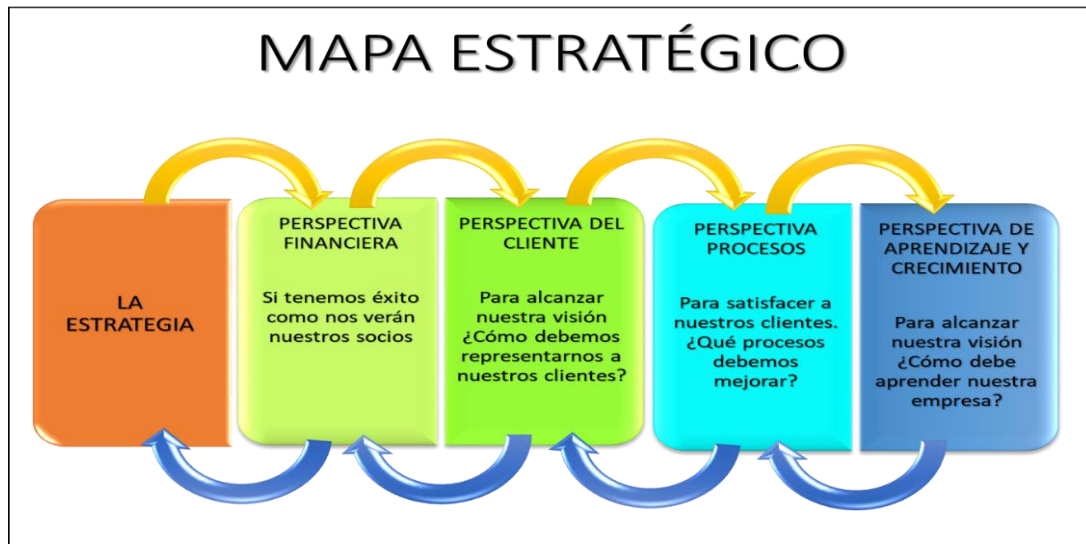 MAPA ESTRATÉGICO
LA
ESTRATEGIA
PERSPECTIVA
FINANCIERA
Si tenemos éxito
como nos verán
nuestros socios
PERSPECTIVA DEL
CLIENTE
Para alcanzar
nuestra visión
¿Cómo debemos
representarnos a
nuestros clientes?
PERSPECTIVA
PROCESOS
Para satisfacer a
nuestros clientes.
¿Qué procesos
debemos
mejorar?
PERSPECTIVA DE
APRENDIZAJE Y
CRECIMIENTO
Para alcanzar
nuestra visión
¿Cómo debe
aprender nuestra
empresa?